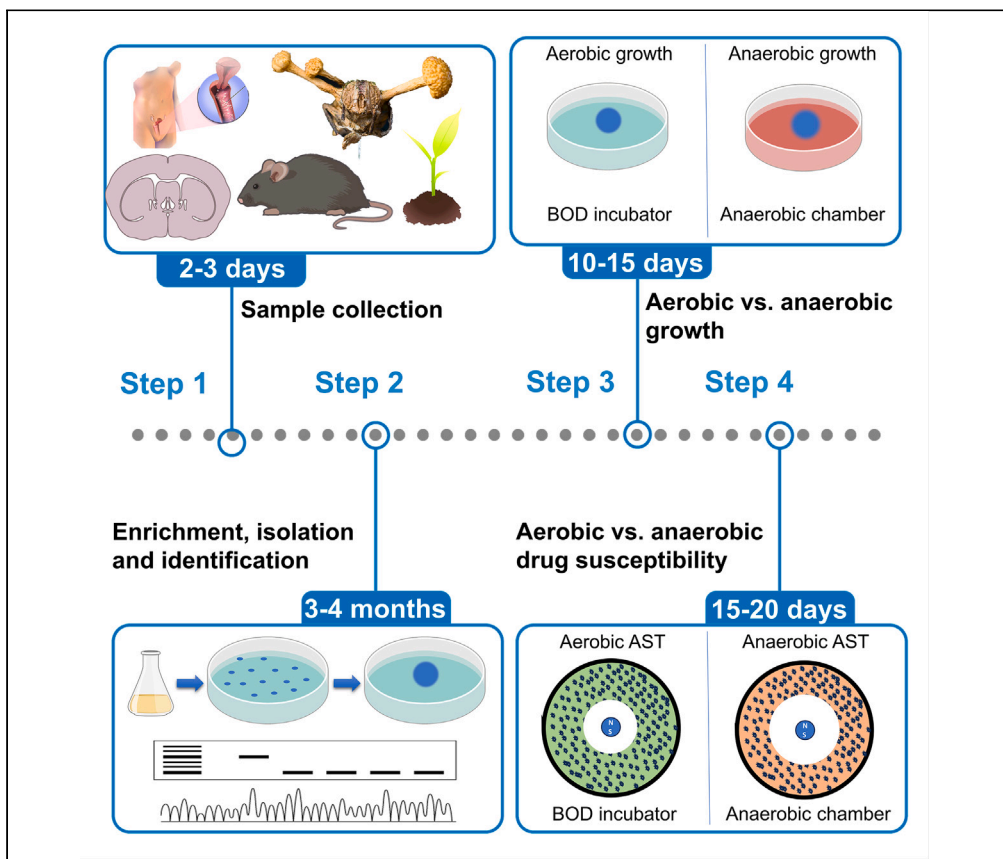 Aerobic growth
Anaerobic growth
BOD incubator
Anaerobic chamber
2-3 days
10-15 days
Sample collection
Aerobic vs. anaerobic
growth
Step 1
Step 2
Step 3
Step 4
Enrichment, isolation
and identification
Aerobic vs. anaerobic
drug susceptibility
3-4 months
15-20 days
Aerobic AST
Anaerobic AST
N
S
N
S
BOD incubator
Anaerobic chamber